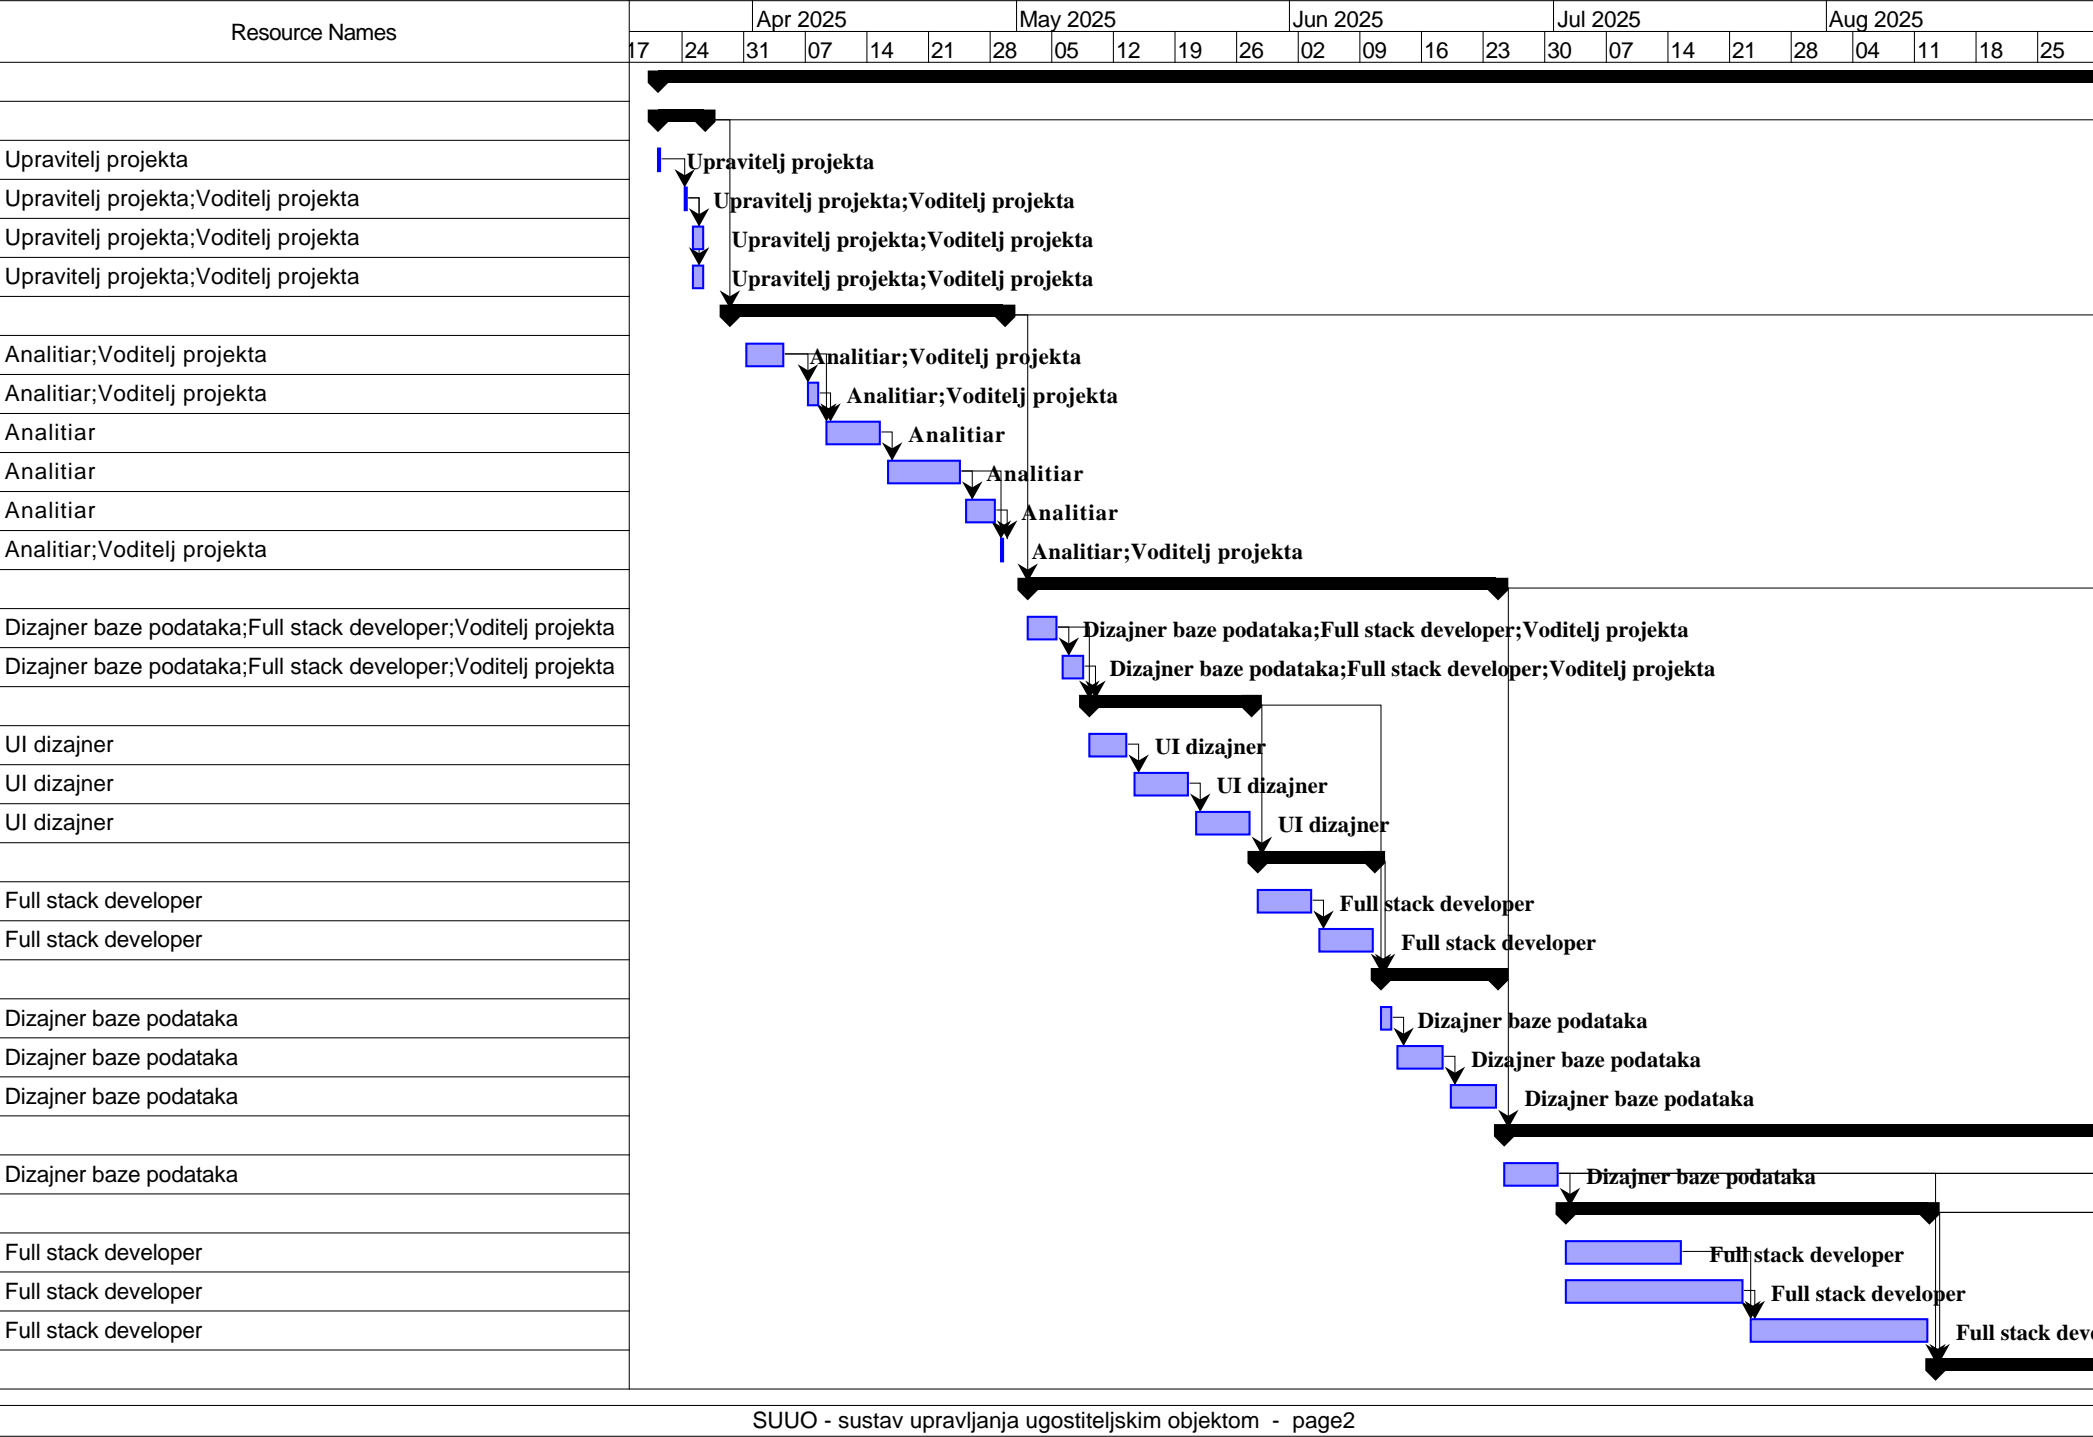 Resource Names
Apr 2025 May 2025 Jun 2025 Jul 2025 Aug 2025
17 24 31 07 14 21 28 05 12 19 26 02 09 16 23 30 07 14 21 28 04 11 18 25
Upravitelj projekta Upravitelj projekta
Upravitelj projekta;Voditelj projekta Upravitelj projekta;Voditelj projekta
Upravitelj projekta;Voditelj projekta Upravitelj projekta;Voditelj projekta
Upravitelj projekta;Voditelj projekta Upravitelj projekta;Voditelj projekta
Analitiar;Voditelj projekta Analitiar;Voditelj projekta
Analitiar;Voditelj projekta Analitiar;Voditelj projekta
Analitiar Analitiar
Analitiar Analitiar
Analitiar Analitiar
Analitiar;Voditelj projekta Analitiar;Voditelj projekta
Dizajner baze podataka;Full stack developer;Voditelj projekta Dizajner baze podataka;Full stack developer;Voditelj projekta
Dizajner baze podataka;Full stack developer;Voditelj projekta Dizajner baze podataka;Full stack developer;Voditelj projekta
UI dizajner UI dizajner
UI dizajner UI dizajner
UI dizajner UI dizajner
Full stack developer Full stack developer
Full stack developer Full stack developer
Dizajner baze podataka Dizajner baze podataka
Dizajner baze podataka Dizajner baze podataka
Dizajner baze podataka Dizajner baze podataka
Dizajner baze podataka Dizajner baze podataka
Full stack developer Full stack developer
Full stack developer Full stack developer
Full stack developer Full stack deve
SUUO - sustav upravljanja ugostiteljskim objektom - page2